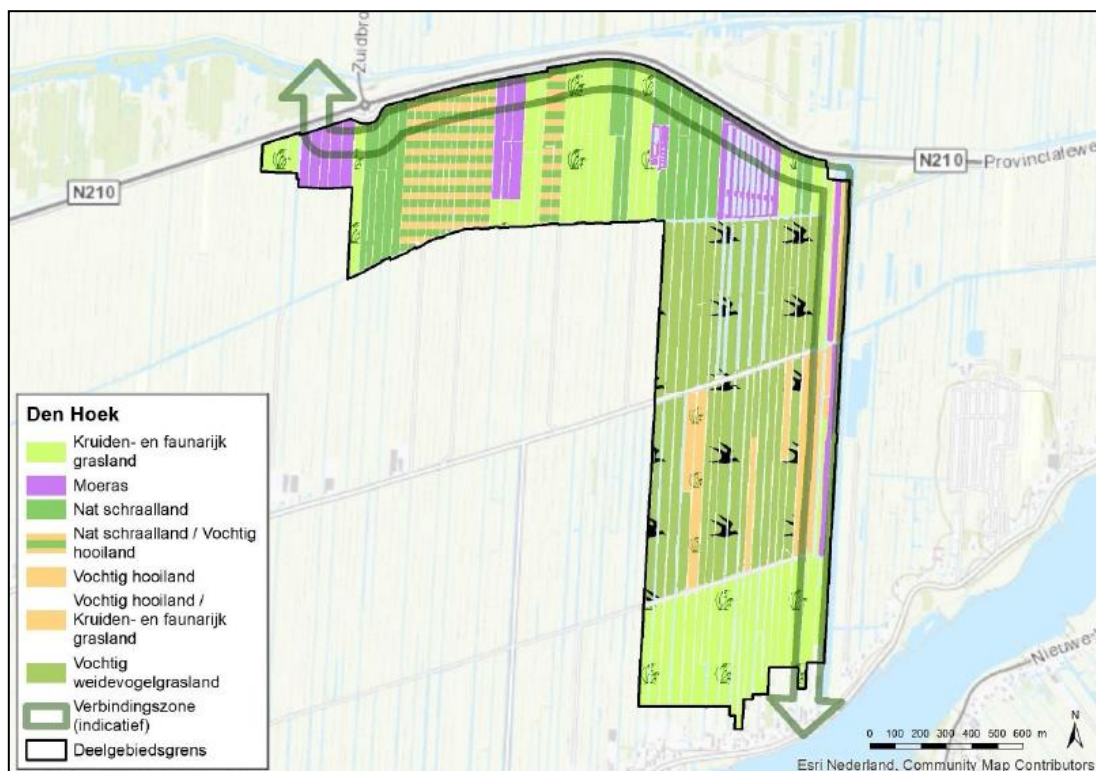 Zuidbro
N210
Provincialewe
N210
Den Hoek
Kruiden- en faunarijk
grasland
Moeras
Nat schraalland
Nat schraalland / Vochtig
hooiland
Vochtig hooiland
Vochtig hooiland /
Kruiden- en faunarijk
grasland
Vochtig
weidevogelgrasland
Verbindingszone
(indicatief)
Deelgebiedsgrens
Nieuwe-
N
0 100 200 300 400 500 600 m
Esri Nederland, Community Map Contributors